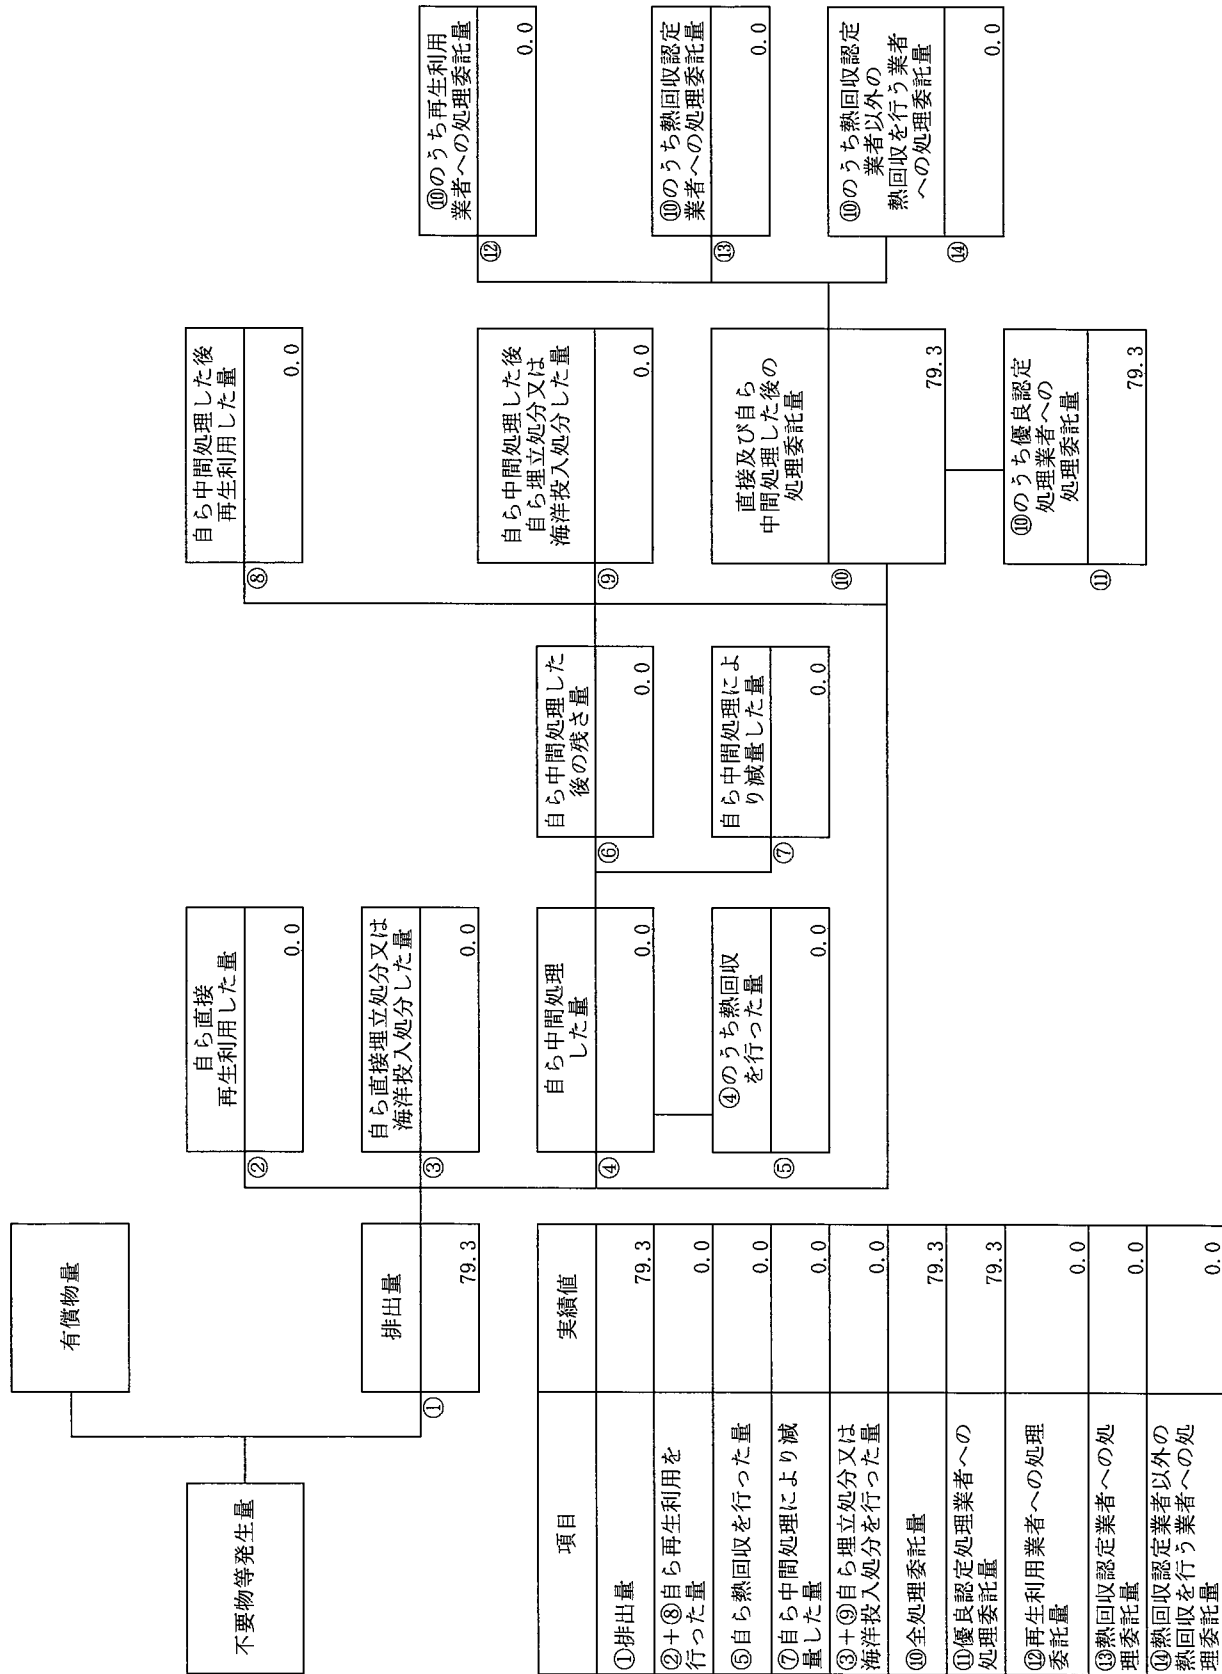 不要物等発生量
有償物量
排出量
①
79.3
自ら直接
再生利用した量
②
0.0
自ら直接埋立処分又は
海洋投入処分した量
③
0.0
自ら中間処理
した量
④
0.0
④のうち熱回収
を行った量
⑤
0.0
自ら中間処理した
後の残さ量
⑥
0.0
自ら中間処理によ
り減量した量
⑦
0.0
自ら中間処理した後
再生利用した量
⑧
0.0
自ら中間処理した後
自ら埋立処分又は
海洋投入処分した量
⑨
0.0
直接及び自ら
中間処理した後の
処理委託量
⑩
79.3
⑩のうち優良認定
処理業者への
処理委託量
⑪
79.3
⑩のうち再生利用
業者への処理委託量
⑫
0.0
⑩のうち熱回収認定
業者への処理委託量
⑬
0.0
⑩のうち熱回収認定
業者以外の
熱回収を行う業者
への処理委託量
⑭
0.0
項目
実績値
①排出量
79.3
②+⑧自ら再生利用を
行った量
0.0
⑤自ら熱回収を行った量
0.0
⑦自ら中間処理により減
量した量
0.0
③+⑨自ら埋立処分又は
海洋投入処分を行った量
0.0
⑩全処理委託量
79.3
⑪優良認定処理業者への
処理委託量
79.3
⑫再生利用業者への処理
委託量
0.0
⑬熱回収認定業者への処
理委託量
0.0
⑭熱回収認定業者以外の
熱回収を行う業者への処
理委託量
0.0